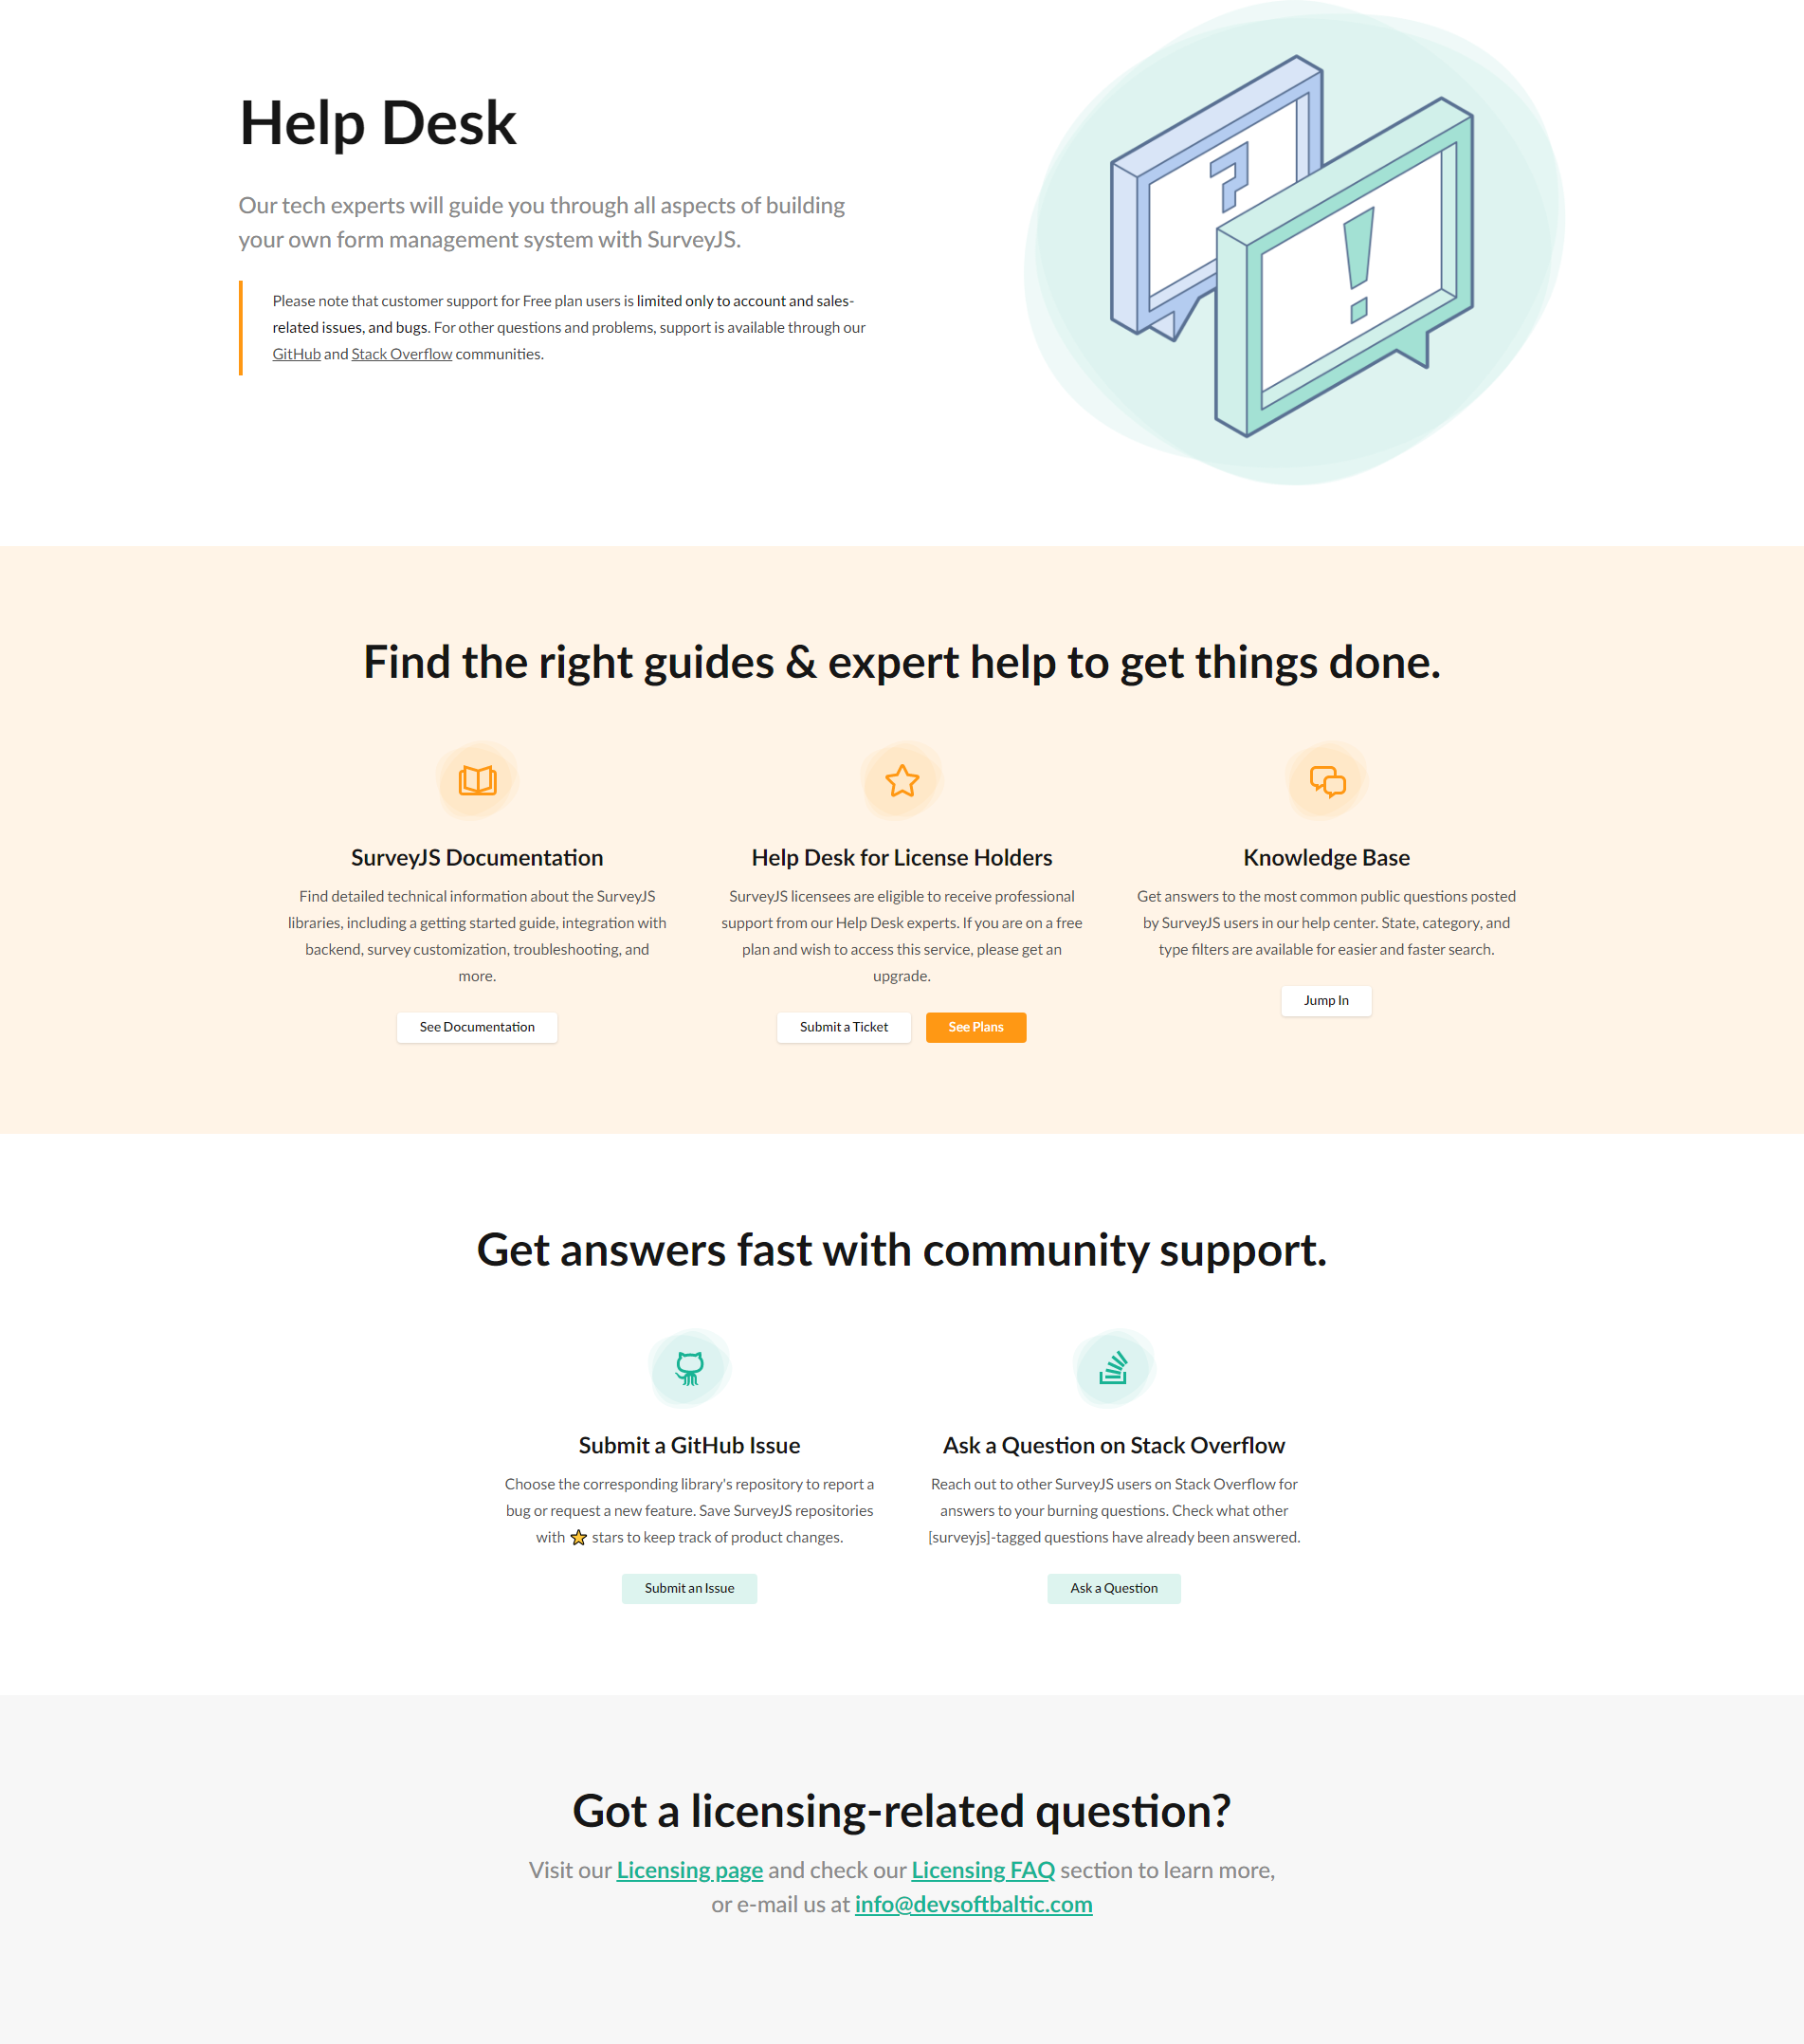 Help Desk
Our tech experts will guide you through all aspects of building
your own form management system with SurveyJS.
Please note that customer support for Free plan users is limited only to account and sales-
related issues, and bugs. For other questions and problems, support is available through our
GitHub and Stack Overflow communities.
?
!
Find the right guides & expert help to get things done.
SurveyJS Documentation
Find detailed technical information about the SurveyJS
libraries, including a getting started guide, integration with
backend, survey customization, troubleshooting, and
more.
See Documentation
Help Desk for License Holders
SurveyJS licensees are eligible to receive professional
support from our Help Desk experts. If you are on a free
plan and wish to access this service, please get an
upgrade.
Submit a Ticket
See Plans
Knowledge Base
Get answers to the most common public questions posted
by SurveyJS users in our help center. State, category, and
type filters are available for easier and faster search.
Jump In
Get answers fast with community support.
Submit a GitHub Issue
Choose the corresponding library's repository to report a
bug or request a new feature. Save SurveyJS repositories
with ⭐ stars to keep track of product changes.
Submit an Issue
Ask a Question on Stack Overflow
Reach out to other SurveyJS users on Stack Overflow for
answers to your burning questions. Check what other
[surveyjs]-tagged questions have already been answered.
Ask a Question
Got a licensing-related question?
Visit our Licensing page and check our Licensing FAQ section to learn more,
or e-mail us at info@devsoftbaltic.com